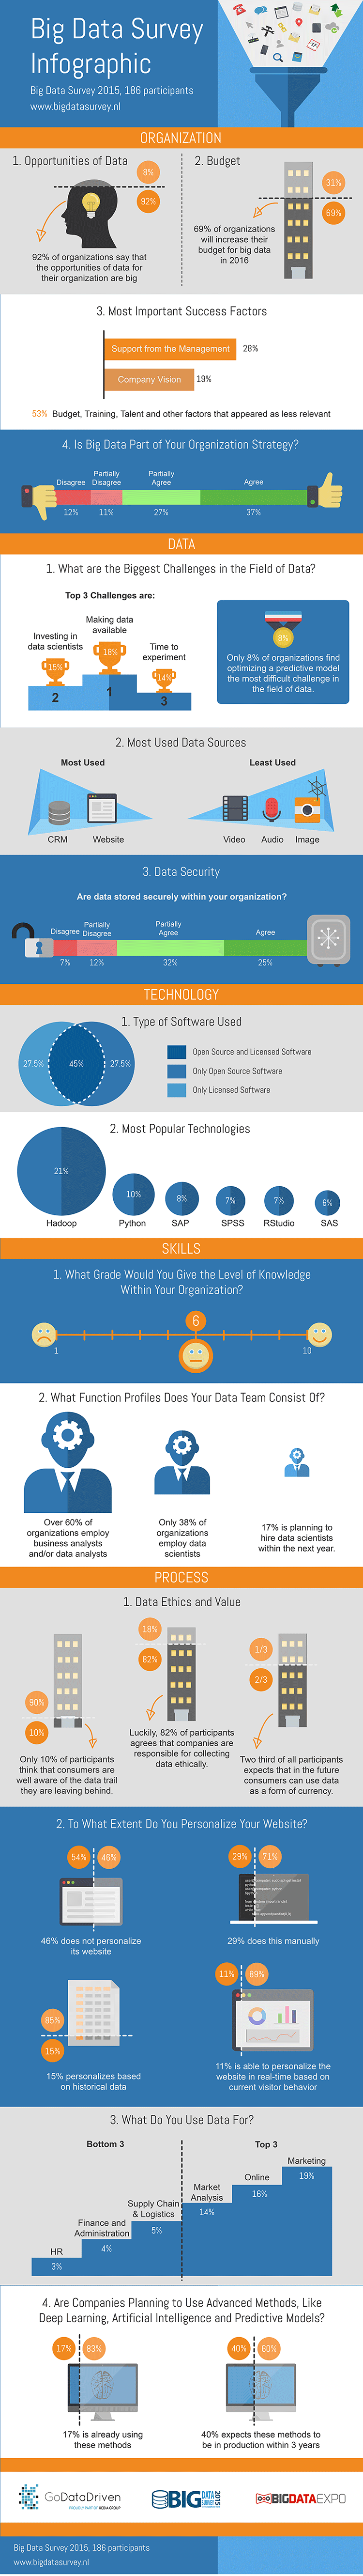 Big Data Survey
Infographic
Big Data Survey 2015, 186 participants
www.bigdatasurvey.nl
ORGANIZATION
1. Opportunities of Data
8%
92%
92% of organizations say that
the opportunities of data for
their organization are big
2. Budget
31%
69%
69% of organizations
will increase their
budget for big data
in 2016
3. Most Important Success Factors
Support from the Management 28%
Company Vision 19%
53% Budget, Training, Talent and other factors that appeared as less relevant
4. Is Big Data Part of Your Organization Strategy?
Disagree
Partially
Disagree
Partially
Agree
Agree
12% 11% 27% 37%
DATA
1. What are the Biggest Challenges in the Field of Data?
Top 3 Challenges are:
Making data
available
18%
1
Investing in
data scientists
15%
2
Time to
experiment
14%
3
8%
Only 8% of organizations find
optimizing a predictive model
the most difficult challenge in
the field of data.
2. Most Used Data Sources
Most Used
CRM Website
Least Used
Video Audio Image
3. Data Security
Are data stored securely within your organization?
Disagree
Partially
Disagree
Partially
Agree
Agree
7% 12% 32% 25%
TECHNOLOGY
1. Type of Software Used
27.5% 45% 27.5%
Open Source and Licensed Software
Only Open Source Software
Only Licensed Software
2. Most Popular Technologies
21% 10% 8% 7% 7% 6%
Hadoop Python SAP SPSS RStudio SAS
SKILLS
1. What Grade Would You Give the Level of Knowledge
Within Your Organization?
6
1 10
2. What Function Profiles Does Your Data Team Consist Of?
Over 60% of
organizations employ
business analysts
and/or data analysts
Only 38% of
organizations
employ data
scientists
17% is planning to
hire data scientists
within the next year.
PROCESS
1. Data Ethics and Value
90%
10%
Only 10% of participants
think that consumers are
well aware of the data trail
they are leaving behind.
18%
82%
Luckily, 82% of participants
agrees that companies are
responsible for collecting
data ethically.
1/3
2/3
Two third of all participants
expects that in the future
consumers can use data
as a form of currency.
2. To What Extent Do You Personalize Your Website?
54% 46%
46% does not personalize
its website
29% 71%
29% does this manually
85%
15%
15% personalizes based
on historical data
11% 89%
11% is able to personalize the
website in real-time based on
current visitor behavior
3. What Do You Use Data For?
Bottom 3
Top 3
HR
3%
Finance and
Administration
4%
Supply Chain
& Logistics
5%
Market
Analysis
14%
Online
16%
Marketing
19%
4. Are Companies Planning to Use Advanced Methods, Like
Deep Learning, Artificial Intelligence and Predictive Models?
17% 83%
17% is already using
these methods
40% 60%
40% expects these methods to
be in production within 3 years
GoDataDriven
PROUDLY PART OF XEBIA GROUP
BIG DATA SURVEY 2015
BIGDATAEXPO
Big Data Survey 2015, 186 participants
www.bigdatasurvey.nl